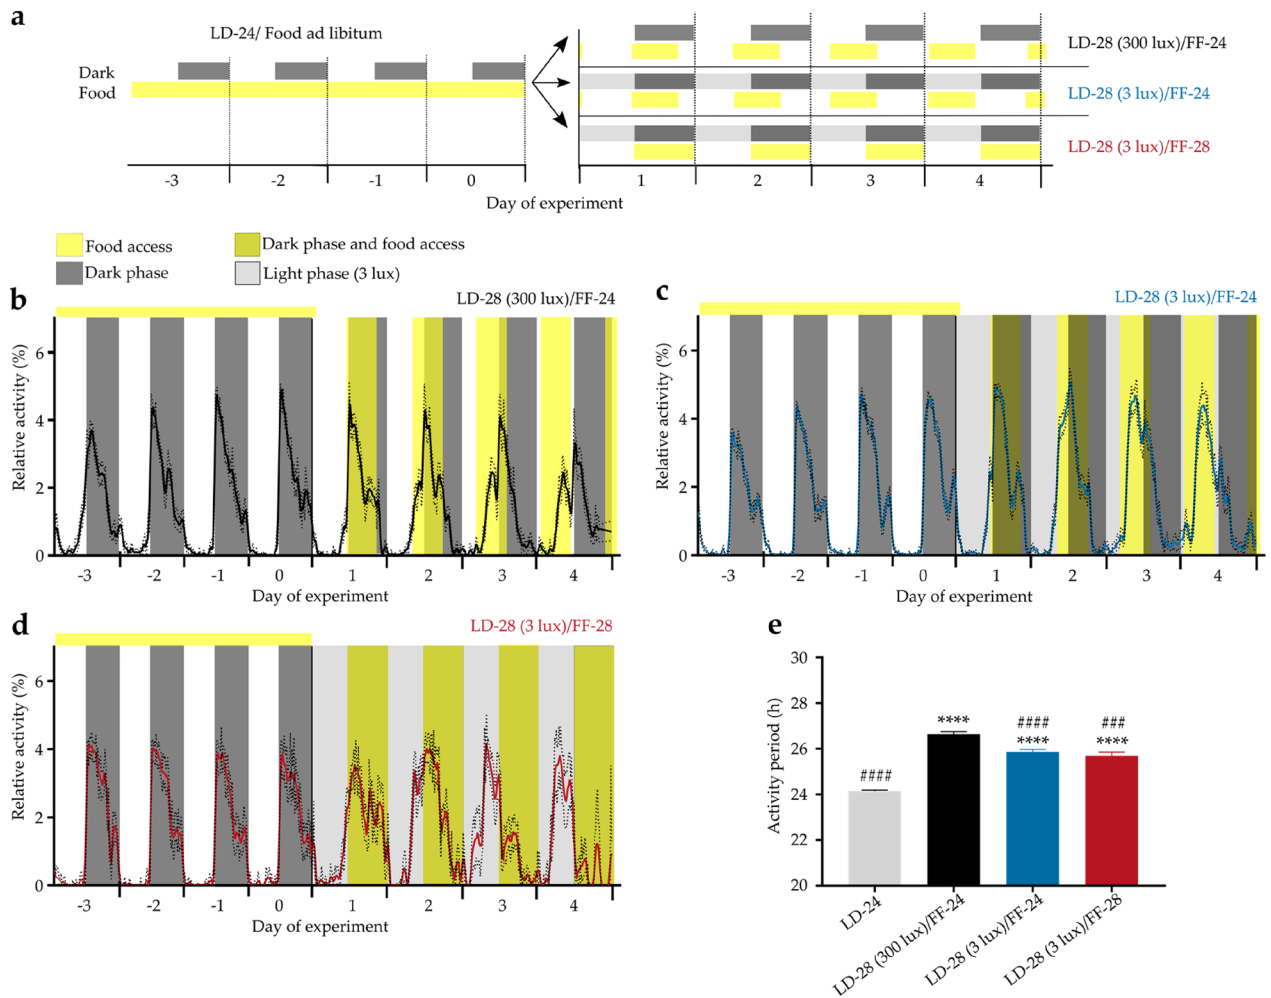 a
LD-24/ Food ad libitum
Dark
Food
LD-28 (300 lux)/FF-24
LD-28 (3 lux)/FF-24
LD-28 (3 lux)/FF-28
-3 -2 -1 0 1 2 3 4
Day of experiment
Food access
Dark phase and food access
Dark phase
Light phase (3 lux)
b
LD-28 (300 lux)/FF-24
Relative activity (%)
6
4
2
0
-3 -2 -1 0 1 2 3 4
Day of experiment
c
LD-28 (3 lux)/FF-24
Relative activity (%)
6
4
2
0
-3 -2 -1 0 1 2 3 4
Day of experiment
d
LD-28 (3 lux)/FF-28
Relative activity (%)
6
4
2
0
-3 -2 -1 0 1 2 3 4
Day of experiment
e
Activity period (h)
30
28
26
24
22
20
####
****
####
****
###
****
LD-24
LD-28 (300 lux)/FF-24
LD-28 (3 lux)/FF-24
LD-28 (3 lux)/FF-28